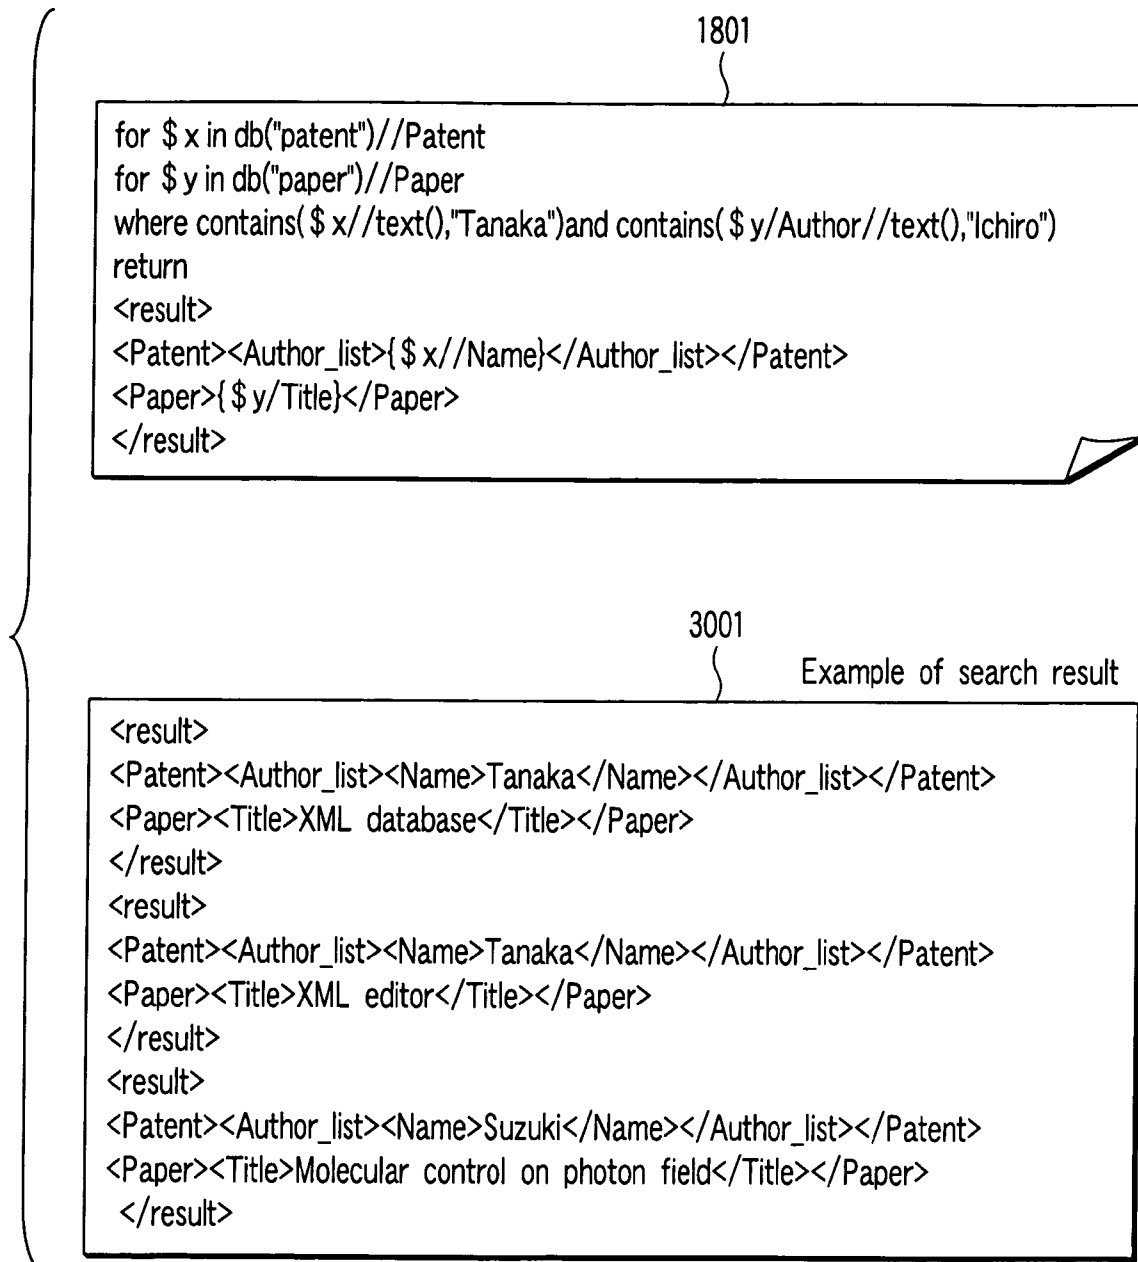 1801
for $ x in db("patent")//Patent
for $ y in db("paper")//Paper
where contains( $ x//text(),"Tanaka")and contains( $ y/Author//text(),"Ichiro")
return
<result>
<Patent><Author_list>{ $ x//Name}</Author_list></Patent>
<Paper>{ $ y/Title}</Paper>
</result>
3001
Example of search result
<result>
<Patent><Author_list><Name>Tanaka</Name></Author_list></Patent>
<Paper><Title>XML database</Title></Paper>
</result>
<result>
<Patent><Author_list><Name>Tanaka</Name></Author_list></Patent>
<Paper><Title>XML editor</Title></Paper>
</result>
<result>
<Patent><Author_list><Name>Suzuki</Name></Author_list></Patent>
<Paper><Title>Molecular control on photon field</Title></Paper>
</result>